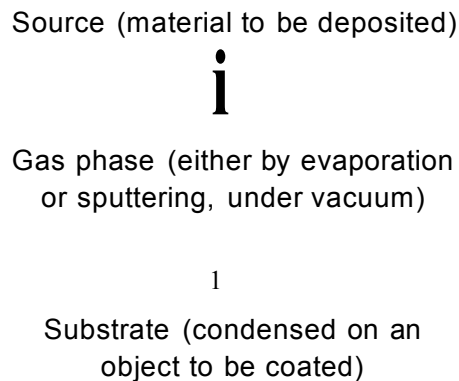 Source (material to be deposited)
i
Gas phase (either by evaporation
or sputtering, under vacuum)
1
Substrate (condensed on an
object to be coated)